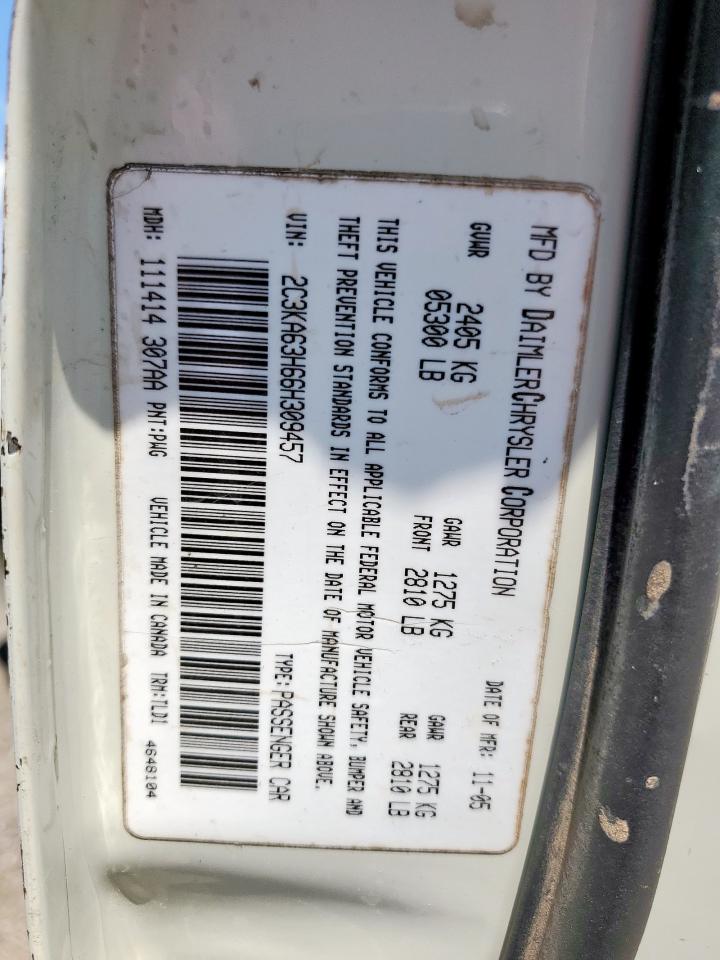 MFD BY DAIMLERCHRYSLER CORPORATION DATE OF MFR: 11-05
GVWR 2405 KG GAWR 1275 KG GAWR 1275 KG
05300 LB FRONT 2810 LB REAR 2810 LB
THIS VEHICLE CONFORMS TO ALL APPLICABLE FEDERAL MOTOR VEHICLE SAFETY, BUMPER AND
THEFT PREVENTION STANDARDS IN EFFECT ON THE DATE OF MANUFACTURE SHOWN ABOVE.
VIN: 2C3KA63H66H309457 TYPE: PASSENGER CAR
MDH: 111414 307AA PNT:PWG VEHICLE MADE IN CANADA TRM:TLD1 4648104